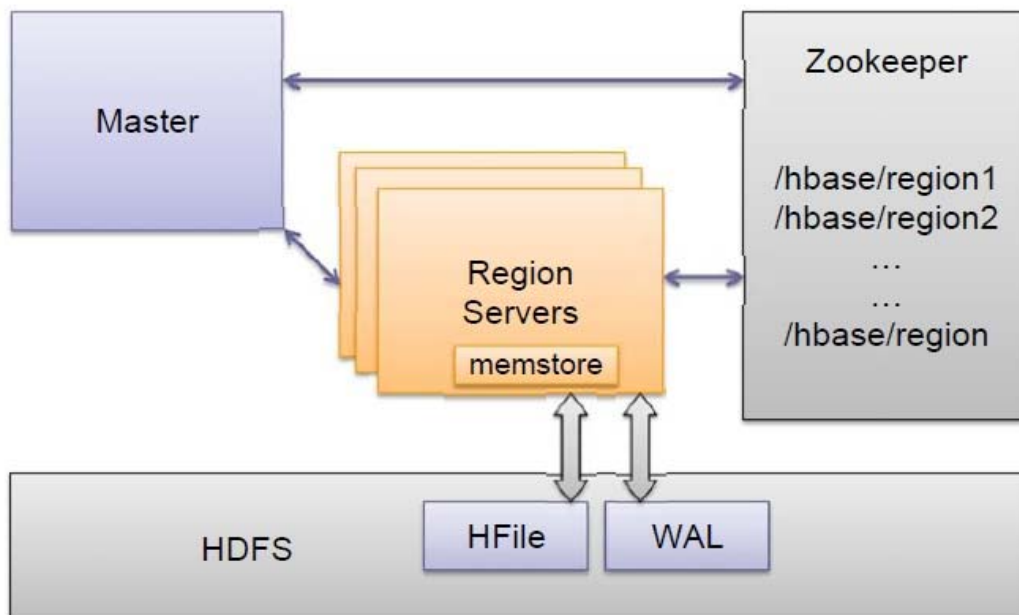 Master
Zookeeper
/hbase/region1
/hbase/region2
...
...
/hbase/region
Region
Servers
memstore
HDFS
HFile
WAL